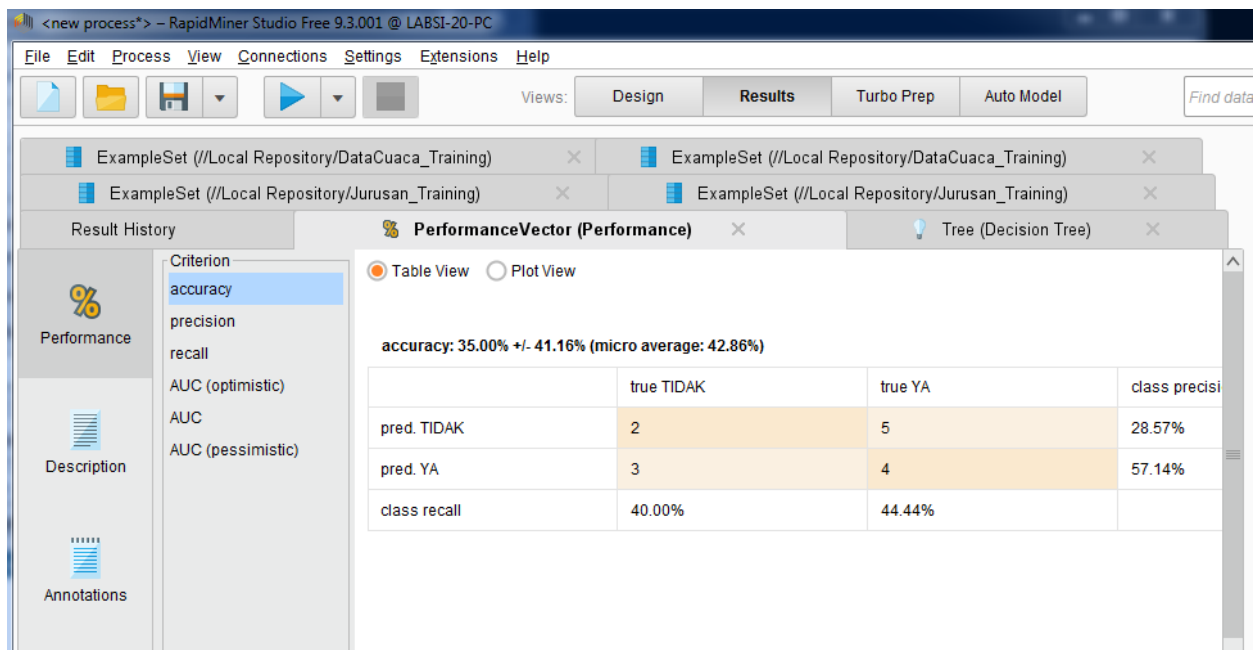 <new process*> – RapidMiner Studio Free 9.3.001 @ LABSI-20-PC
File Edit Process View Connections Settings Extensions Help
Views: Design Results Turbo Prep Auto Model Find data
ExampleSet (//Local Repository/DataCuaca_Training) ExampleSet (//Local Repository/DataCuaca_Training)
ExampleSet (//Local Repository/Jurusan_Training) ExampleSet (//Local Repository/Jurusan_Training)
Result History % PerformanceVector (Performance) Tree (Decision Tree)
%
Performance
Description
Annotations
Criterion
accuracy
precision
recall
AUC (optimistic)
AUC
AUC (pessimistic)
Table View Plot View
accuracy: 35.00% +/- 41.16% (micro average: 42.86%)
true TIDAK true YA class precisi
pred. TIDAK 2 5 28.57%
pred. YA 3 4 57.14%
class recall 40.00% 44.44%